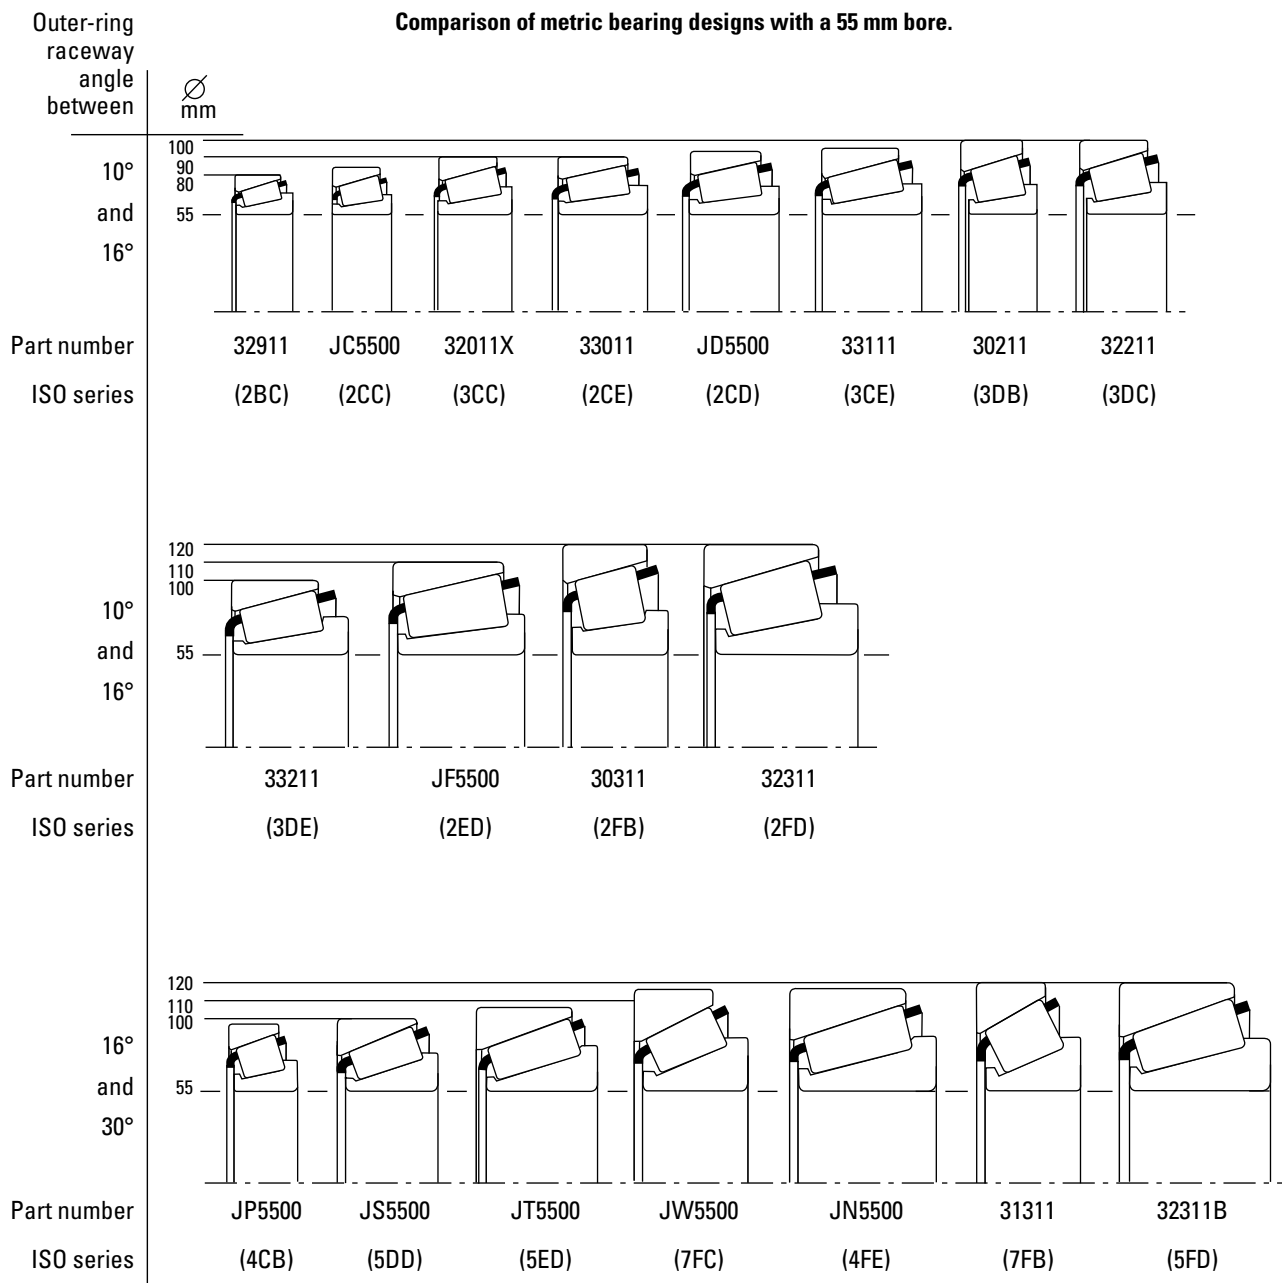 Comparison of metric bearing designs with a 55 mm bore.
Outer-ring
raceway
angle
between
Ø
mm
100
90
80
55
10°
and
16°
Part number 32911 JC5500 32011X 33011 JD5500 33111 30211 32211
ISO series (2BC) (2CC) (3CC) (2CE) (2CD) (3CE) (3DB) (3DC)
120
110
100
55
10°
and
16°
Part number 33211 JF5500 30311 32311
ISO series (3DE) (2ED) (2FB) (2FD)
120
110
100
55
16°
and
30°
Part number JP5500 JS5500 JT5500 JW5500 JN5500 31311 32311B
ISO series (4CB) (5DD) (5ED) (7FC) (4FE) (7FB) (5FD)